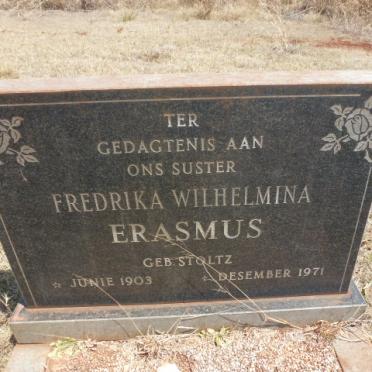 TER
GEDAGTENIS AAN
ONS SUSTER
FREDRIKA WILHELMINA
ERASMUS
GEB. STOLTZ
JUNIE 1903 DESEMBER 1971